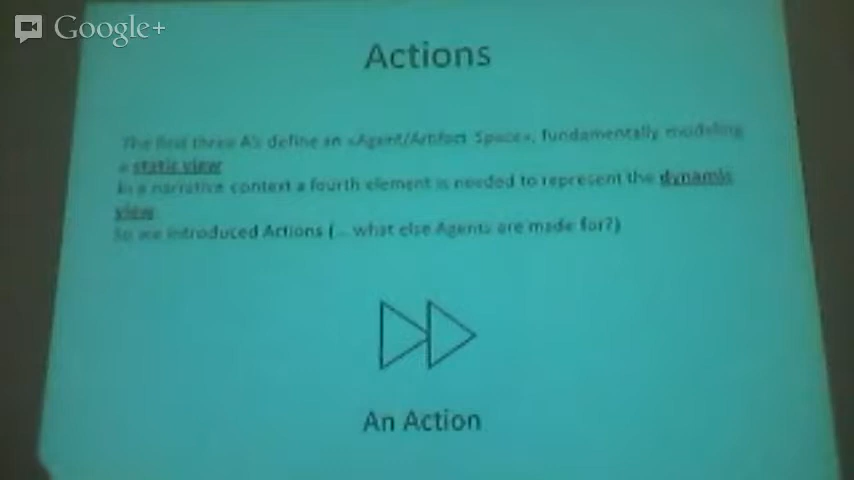 Google+
Actions
The first three A's define an «Agent/Artifact Space», fundamentally modeling
a static view
In a narrative context a fourth element is needed to represent the dynamic
view
So we introduced Actions (... what else Agents are made for?)
An Action